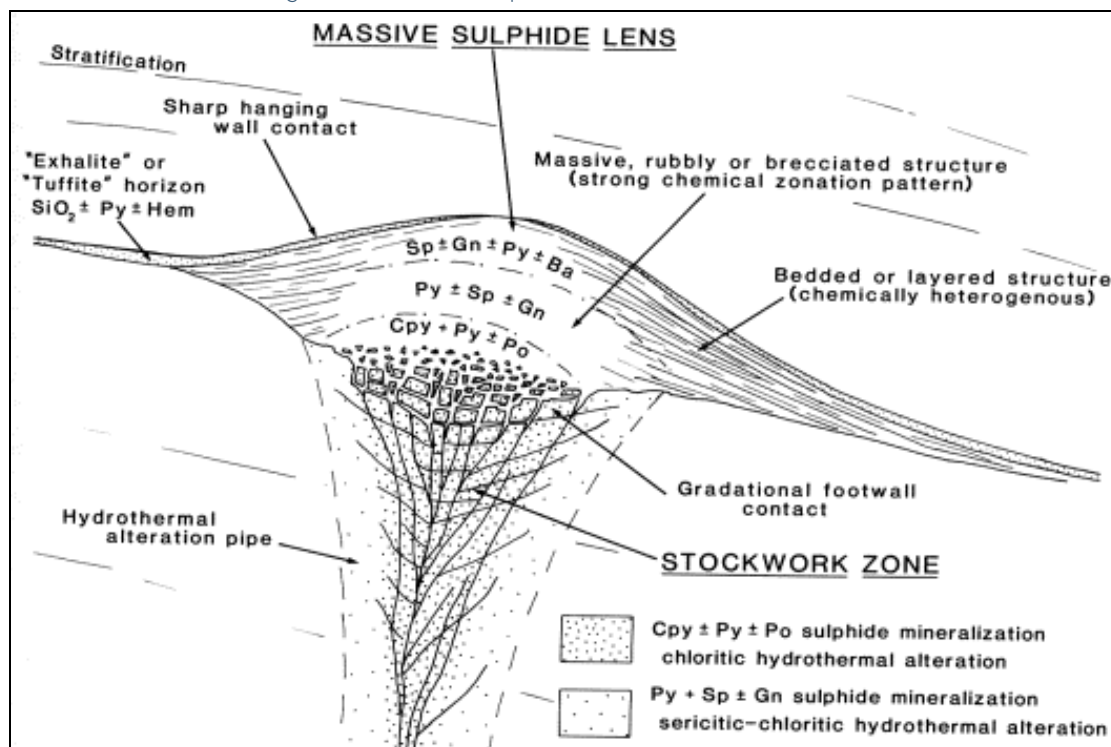 MASSIVE SULPHIDE LENS
Stratification
Sharp hanging
wall contact
"Exhalite" or
"Tuffite" horizon
SiO₂ ± Py ± Hem
Massive, rubbly or brecciated structure
(strong chemical zonation pattern)
Sp ± Gn ± Py ± Ba
Bedded or layered structure
(chemically heterogenous)
Py ± Sp ± Gn
Cpy + Py ± Po
Gradational footwall
contact
Hydrothermal
alteration pipe
STOCKWORK ZONE
Cpy ± Py ± Po sulphide mineralization
chloritic hydrothermal alteration
Py + Sp ± Gn sulphide mineralization
sericitic-chloritic hydrothermal alteration